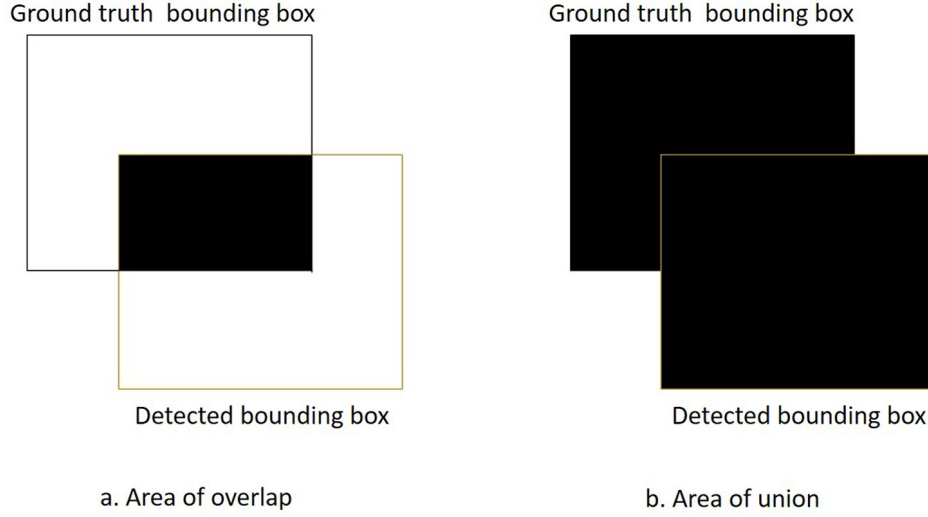 Ground truth  bounding box
Ground truth  bounding box
Detected bounding box
Detected bounding box
a. Area of overlap
b. Area of union